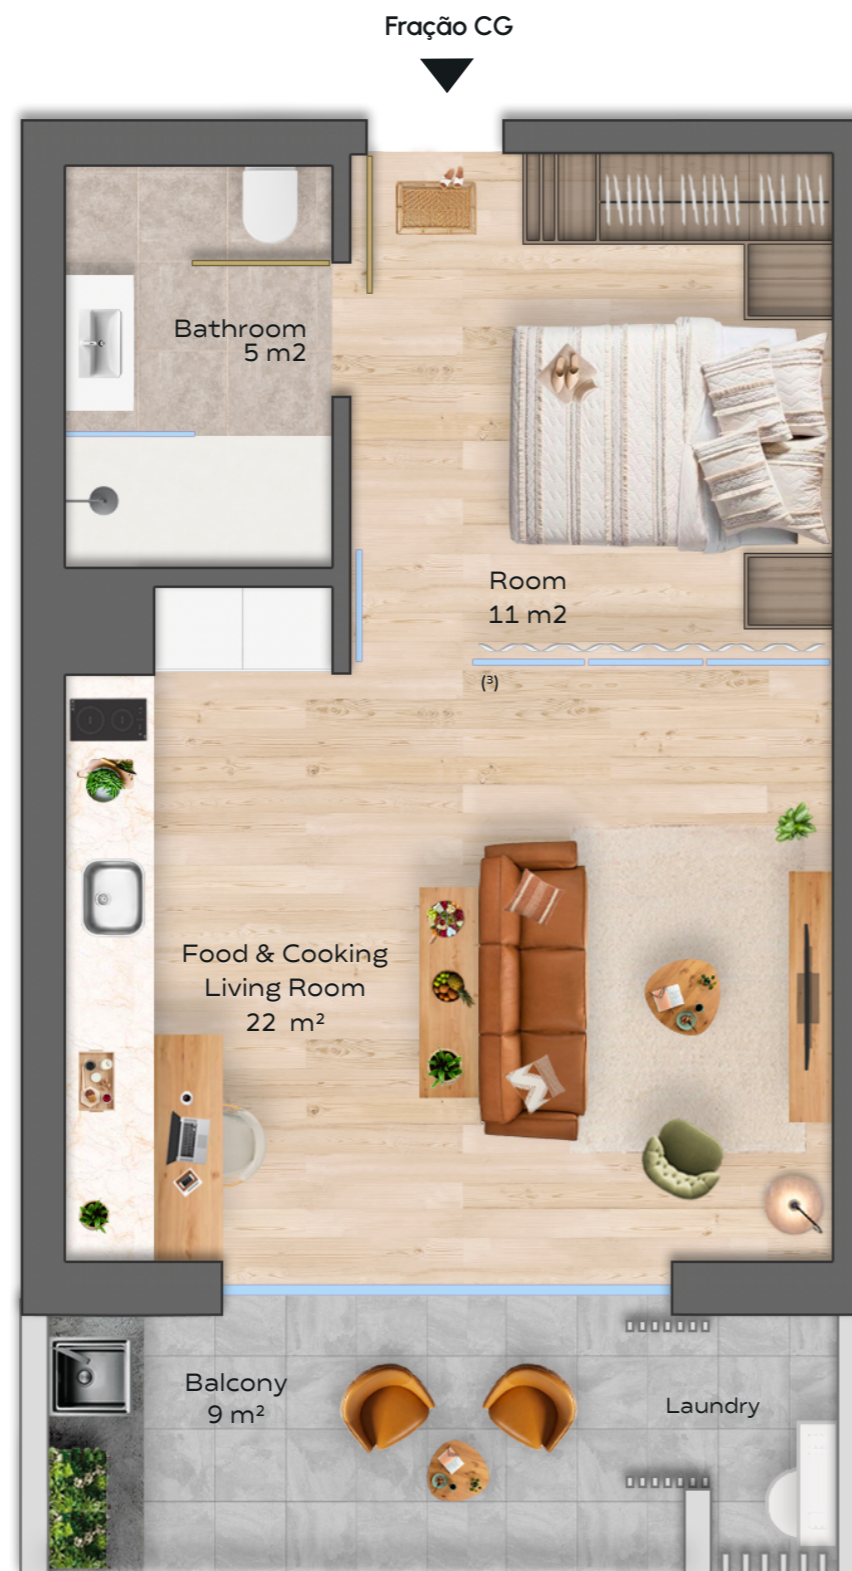 Fração CG
Bathroom
5 m2
Room
11 m2
(³)
Food & Cooking
Living Room
22 m²
Balcony
9 m²
Laundry